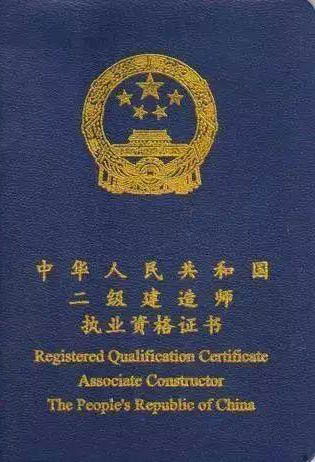 中华人民共和国
二级建造师
执业资格证书
Registered Qualification Certificate
Associate Constructor
The People's Republic of China